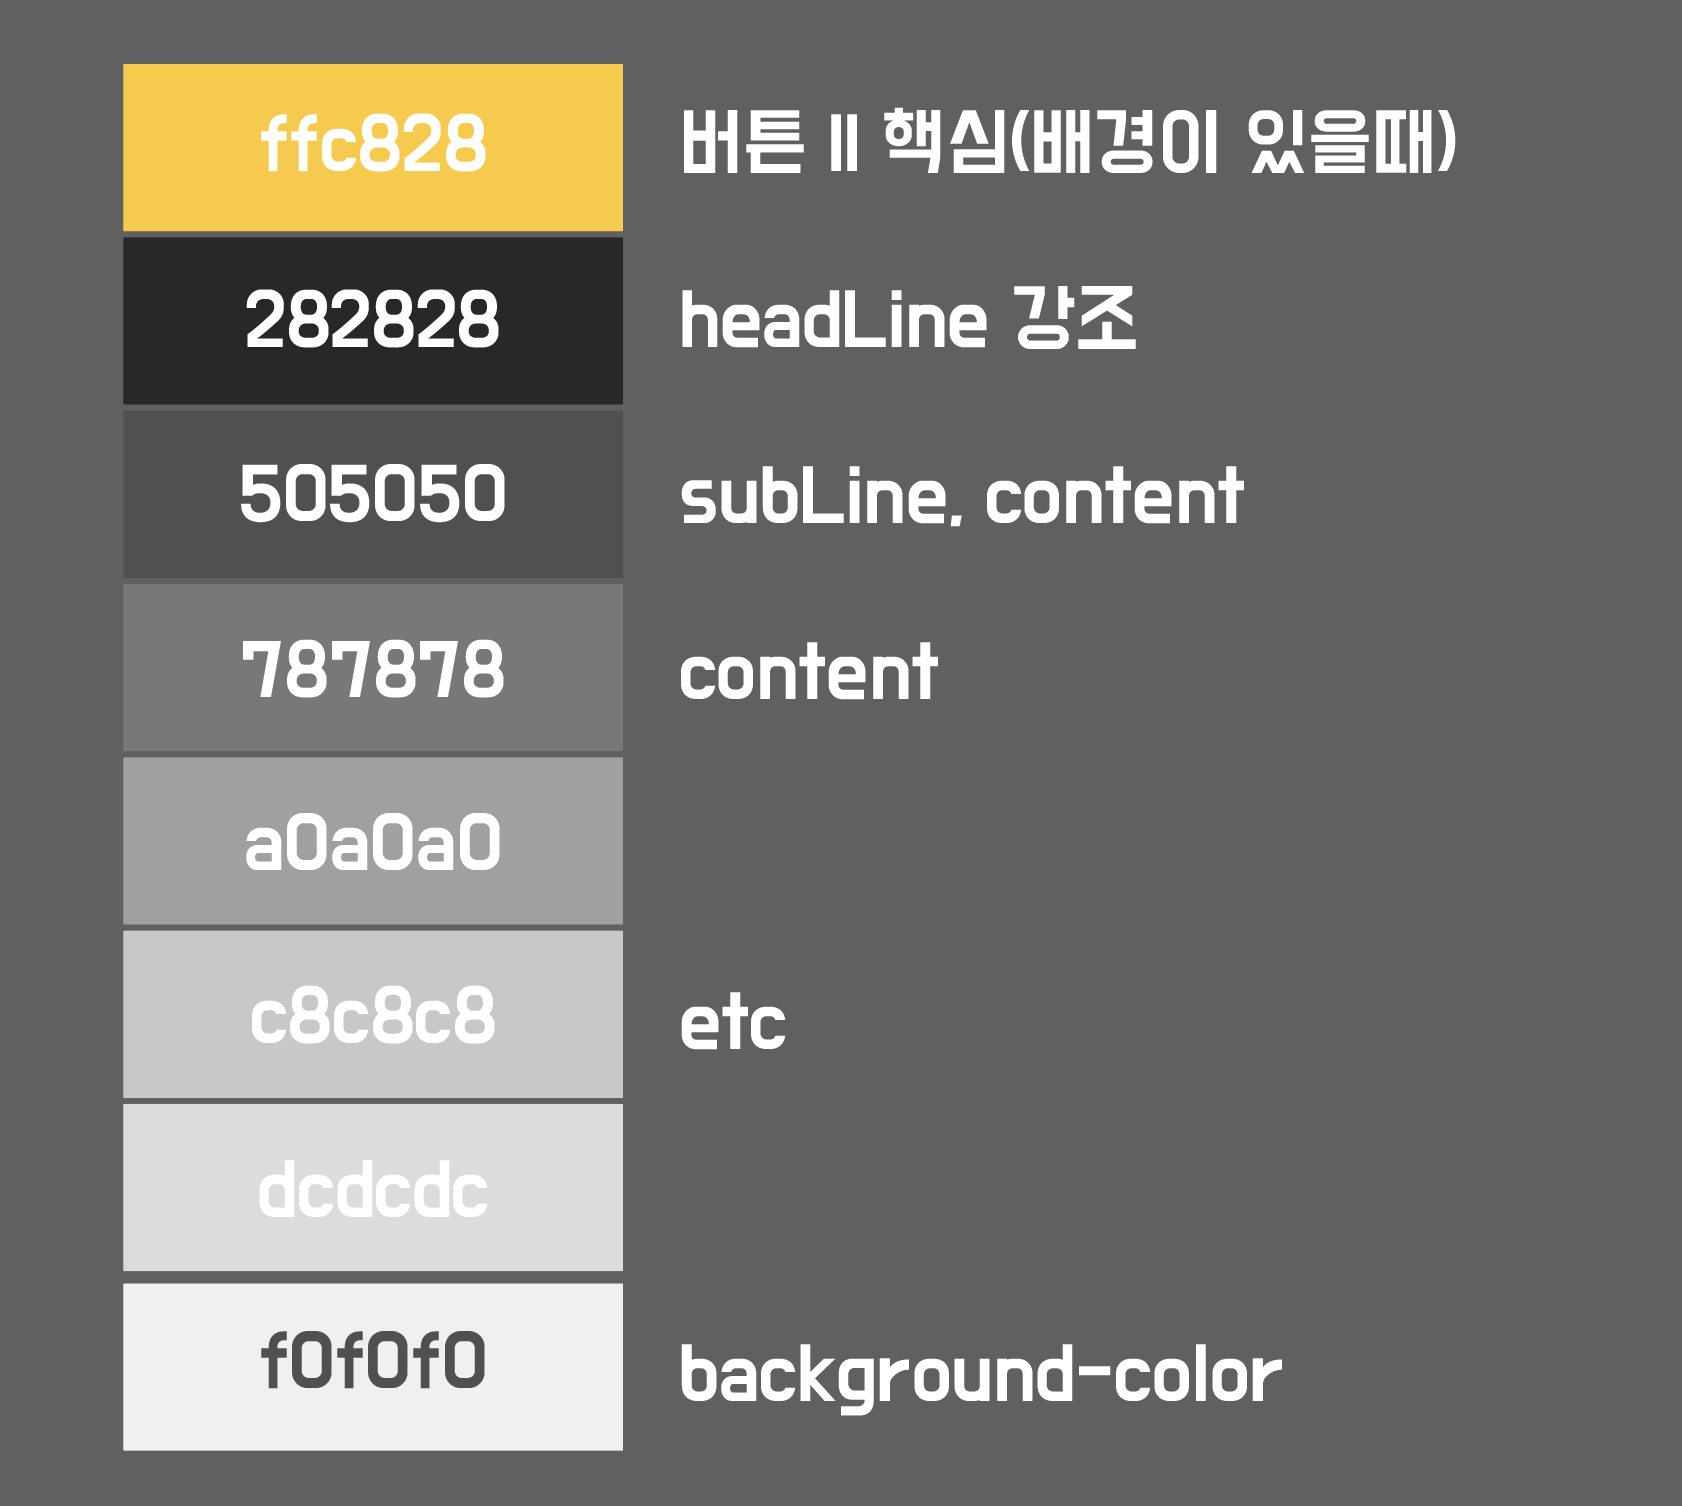 ffc828
버튼 || 핵심(배경이 있을때)
282828
headLine 강조
505050
subLine, content
787878
content
a0a0a0
c8c8c8
etc
dcdcdc
f0f0f0
background-color